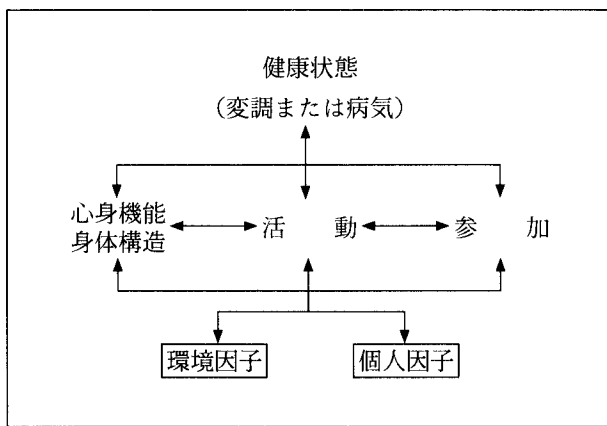 健康状態
（変調または病気）
心身機能
身体構造
活動
参加
環境因子
個人因子